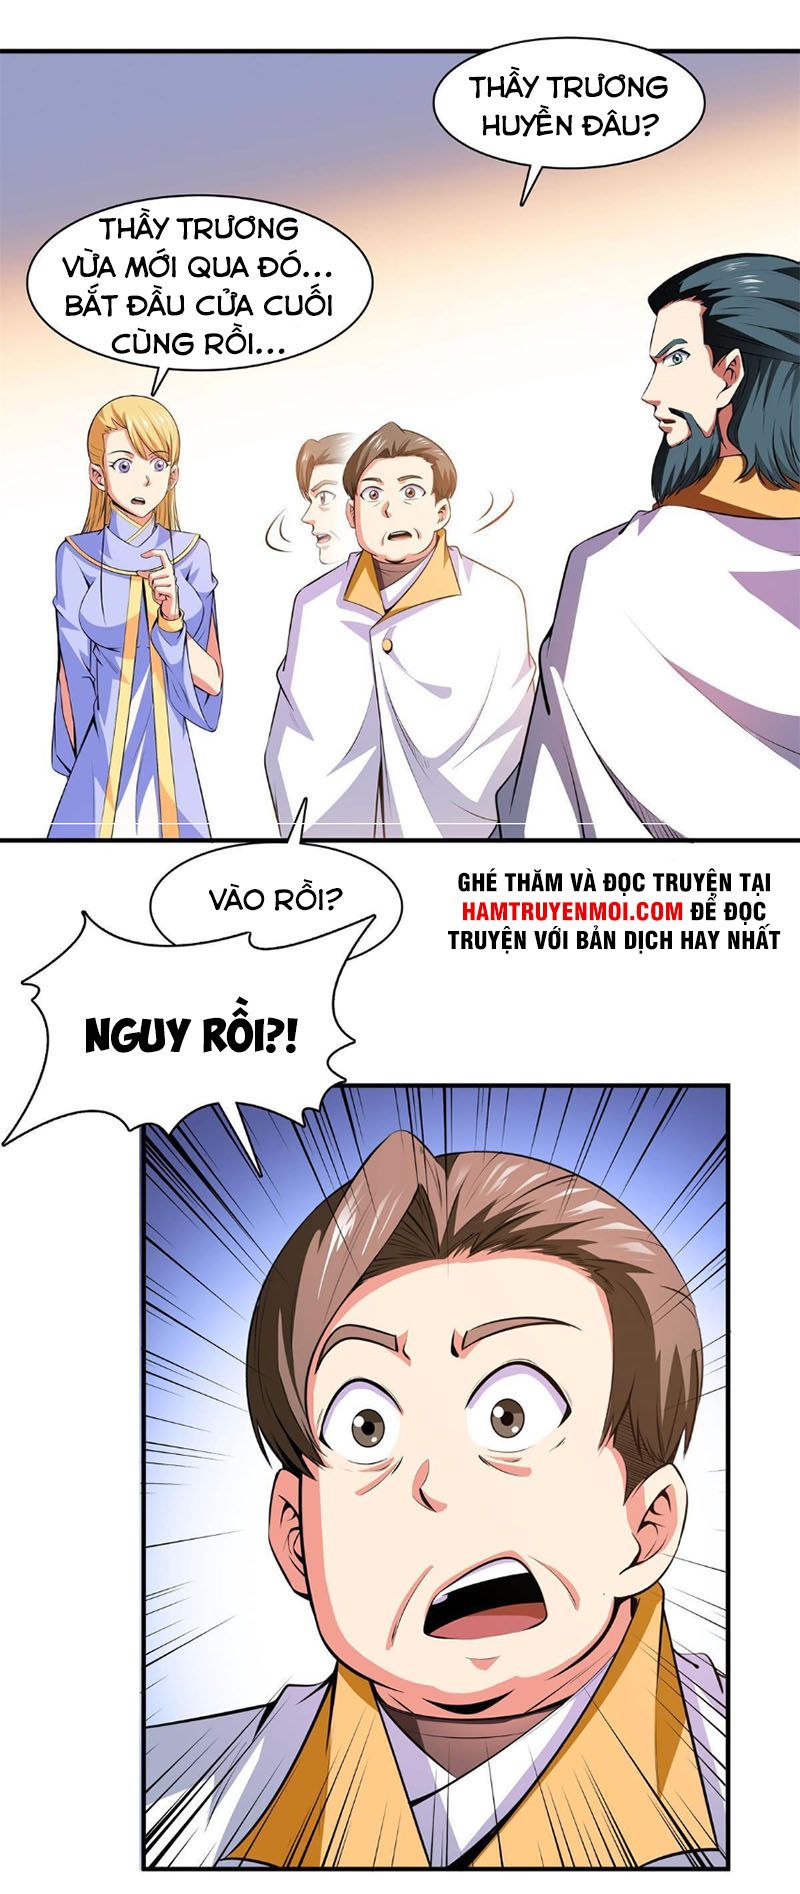 THẦY TRƯƠNG
HUYỀN ĐÂU?
THẦY TRƯƠNG
VỪA MỚI QUA ĐÓ...
BẮT ĐẦU CỬA CUỐI
CÙNG RỒI...
VÀO RỒI?
GHÉ THĂM VÀ ĐỌC TRUYỆN TẠI
HAMTRUYENMOI.COM ĐỂ ĐỌC
TRUYỆN VỚI BẢN DỊCH HAY NHẤT
NGUY RỒI?!